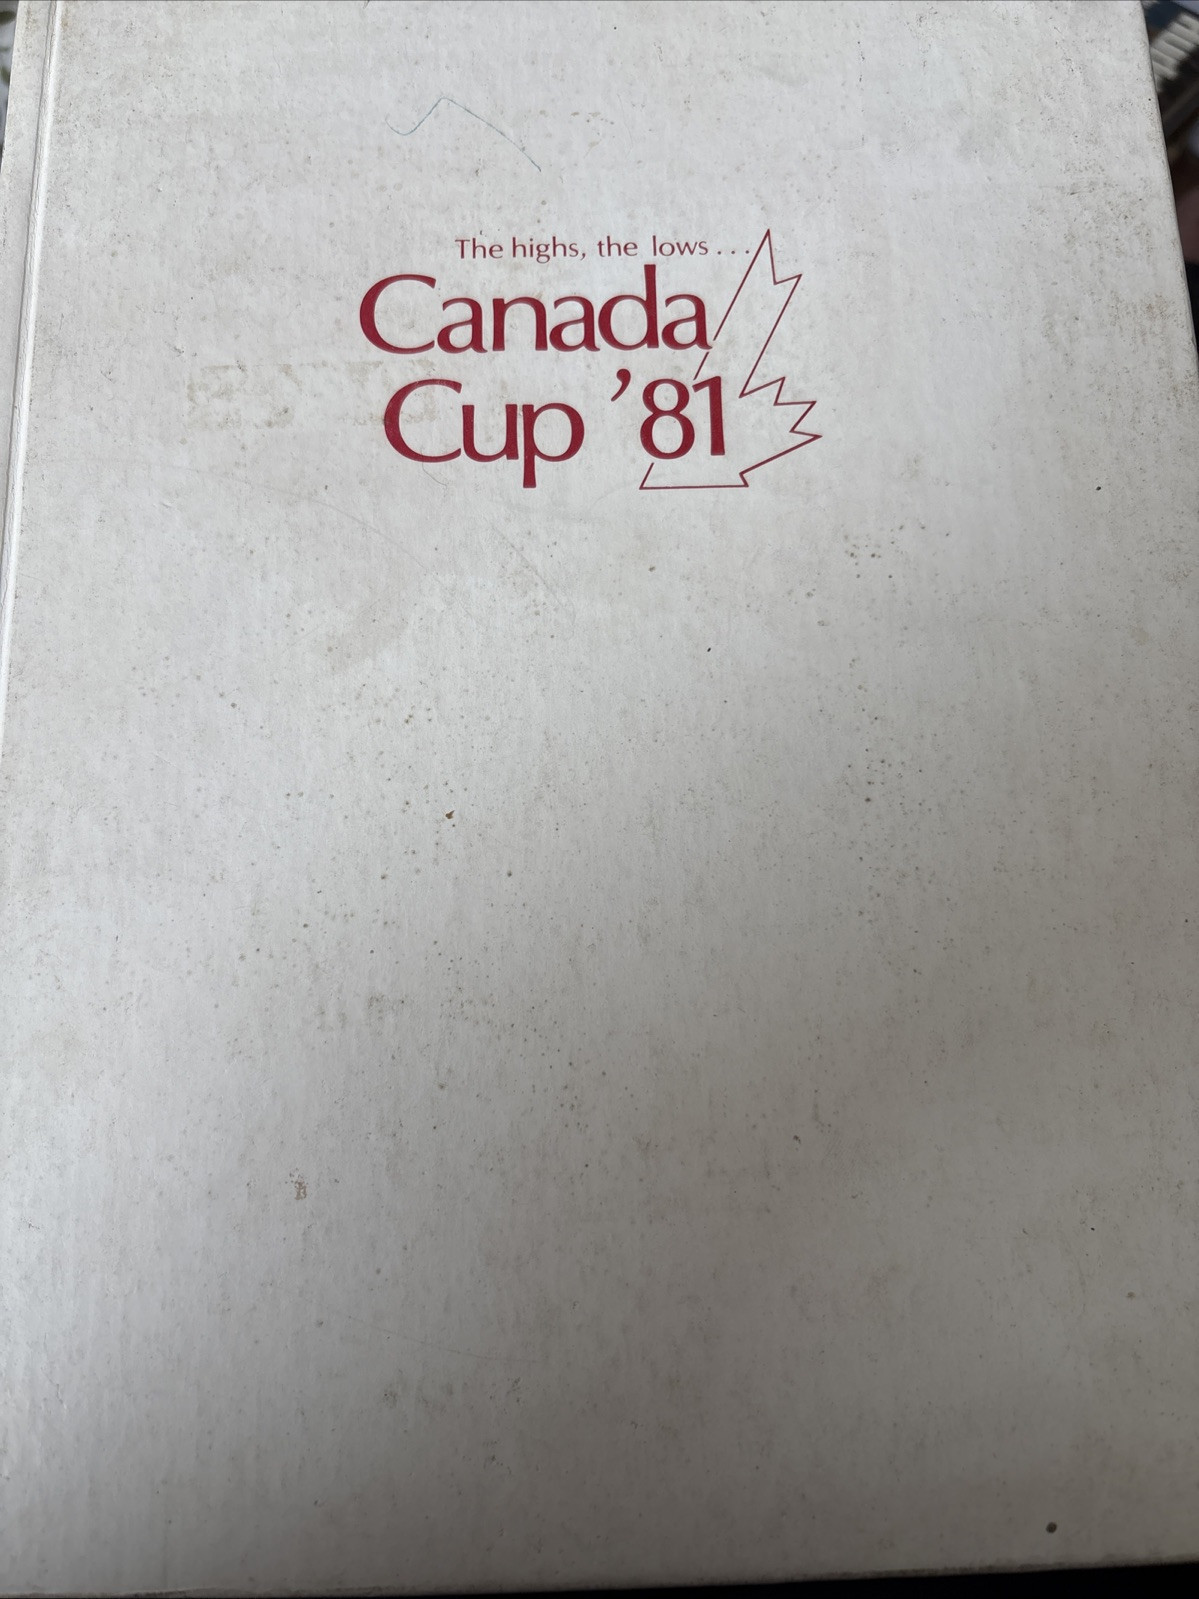 The highs, the lows...
Canada
Cup '81